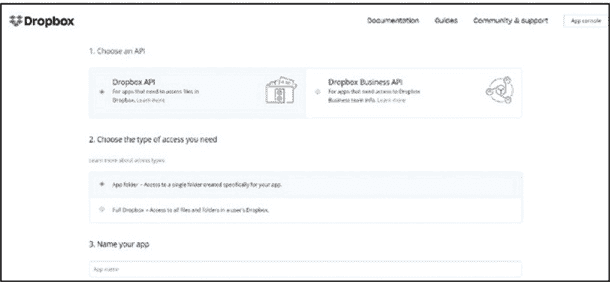 Dropbox
Documentation Guides Community & support App console
1. Choose an API
Dropbox API
For apps that need to access files in
Dropbox. Learn more
Dropbox Business API
For apps that need access to Dropbox
Business team info. Learn more
2. Choose the type of access you need
Learn more about access types
App folder – Access to a single folder created specifically for your app.
Full Dropbox – Access to all files and folders in a user's Dropbox.
3. Name your app
App name